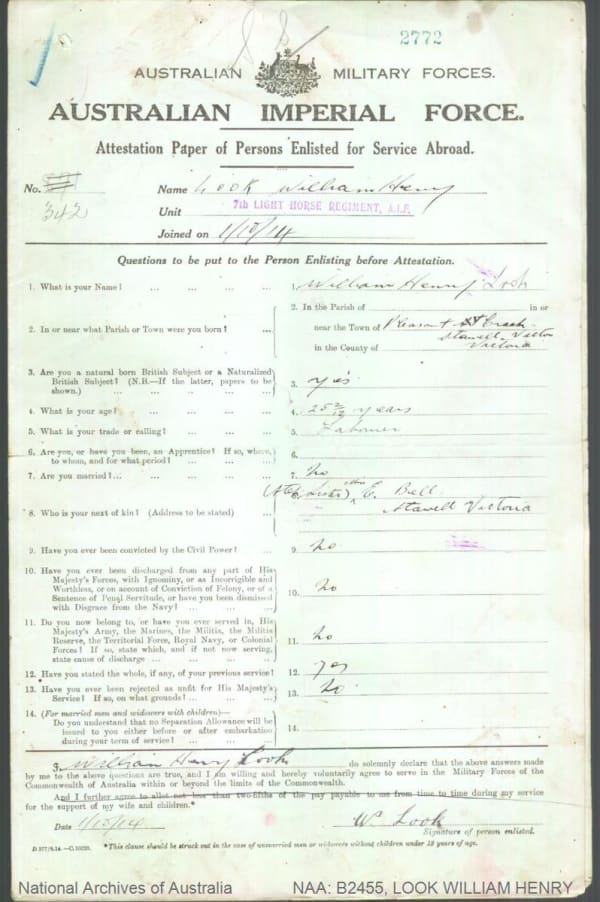 2772
AUSTRALIAN MILITARY FORCES.
AUSTRALIAN IMPERIAL FORCE.
Attestation Paper of Persons Enlisted for Service Abroad.
No. 342
Name Look William Henry
Unit 7th LIGHT HORSE REGIMENT, A.I.F.
Joined on 1/10/14
Questions to be put to the Person Enlisting before Attestation.
1. What is your Name? ... ... ... 1. William Henry Look
2. In or near what Parish or Town were you born? ... 2. In the Parish of in or
near the Town of Pleasant Creek
Stawell
in the County of Victoria
3. Are you a natural born British Subject or a Naturalized
British Subject? (N.B.—If the latter, papers to be
shown.) ... ... ... ... 3. yes
4. What is your age? ... ... ... 4. 25 2/12 years
5. What is your trade or calling? ... ... ... 5. Labourer
6. Are you, or have you been, an Apprentice? If so, where,
to whom, and for what period? ... ... ... 6.
7. Are you married? ... ... ... ... 7. No
8. Who is your next of kin? (Address to be stated) ... (Sister) Mrs E. Bell
Stawell Victoria
9. Have you ever been convicted by the Civil Power? ... 9. No
10. Have you ever been discharged from any part of His
Majesty's Forces, with Ignominy, or as Incorrigible and
Worthless, or on account of Conviction of Felony, or of a
Sentence of Penal Servitude, or have you been dismissed
with Disgrace from the Navy? ... ... ... 10. No
11. Do you now belong to, or have you ever served in, His
Majesty's Army, the Marines, the Militia, the Militia
Reserve, the Territorial Force, Royal Navy, or Colonial
Forces? If so, state which, and if not now serving,
state cause of discharge ... ... ... 11. No
12. Have you stated the whole, if any, of your previous service? 12. yes
13. Have you ever been rejected as unfit for His Majesty's
Service? If so, on what grounds? ... ... ... 13. No
14. (For married men and widowers with children)—
Do you understand that no Separation Allowance will be
issued to you either before or after embarkation
during your term of service? ... ... ... 14.
I, William Henry Look do solemnly declare that the above answers made
by me to the above questions are true, and I am willing and hereby voluntarily agree to serve in the Military Forces of the
Commonwealth of Australia within or beyond the limits of the Commonwealth.
And I further agree to allot not less than two-fifths of the pay payable to me from time to time during my service
for the support of my wife and children.*
Date 1/10/14. W. Look
Signature of person enlisted.
*This clause should be struck out in the case of unmarried men or widowers without children under 18 years of age.
National Archives of Australia NAA: B2455, LOOK WILLIAM HENRY